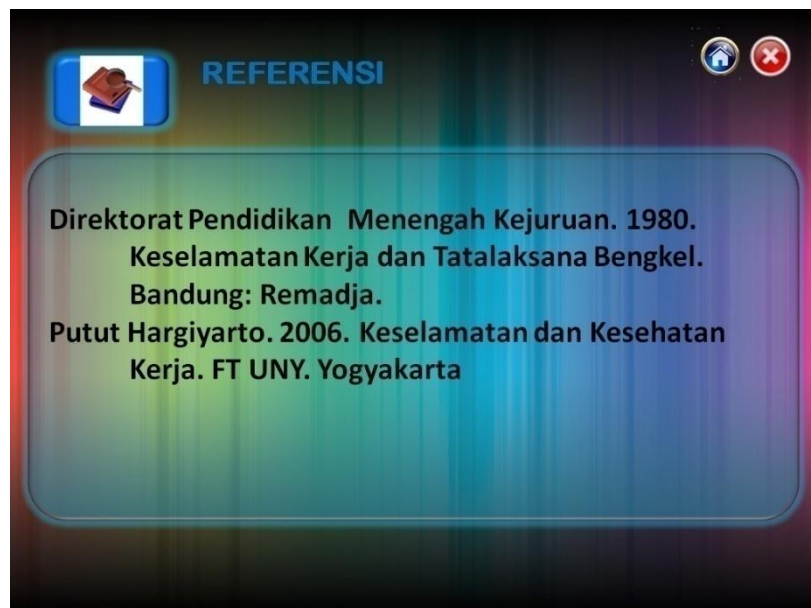 REFERENSI
Direktorat Pendidikan Menengah Kejuruan. 1980.
Keselamatan Kerja dan Tatalaksana Bengkel.
Bandung: Remadja.
Putut Hargiyarto. 2006. Keselamatan dan Kesehatan
Kerja. FT UNY. Yogyakarta